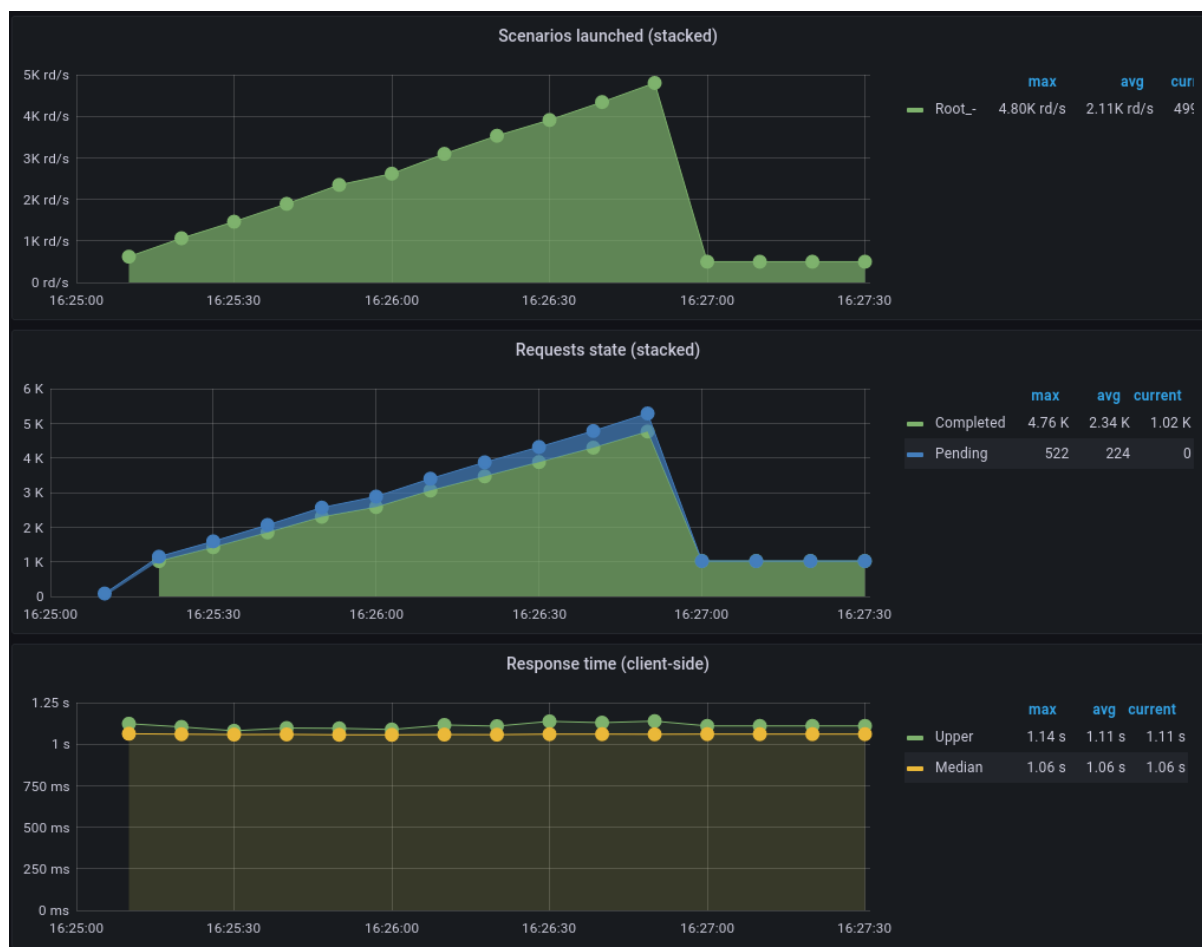 Scenarios launched (stacked)
5K rd/s
4K rd/s
3K rd/s
2K rd/s
1K rd/s
0 rd/s
16:25:00 16:25:30 16:26:00 16:26:30 16:27:00 16:27:30
max avg curr
Root_- 4.80K rd/s 2.11K rd/s 499
Requests state (stacked)
6 K
5 K
4 K
3 K
2 K
1 K
0
16:25:00 16:25:30 16:26:00 16:26:30 16:27:00 16:27:30
max avg current
Completed 4.76 K 2.34 K 1.02 K
Pending 522 224 0
Response time (client-side)
1.25 s
1 s
750 ms
500 ms
250 ms
0 ms
16:25:00 16:25:30 16:26:00 16:26:30 16:27:00 16:27:30
max avg current
Upper 1.14 s 1.11 s 1.11 s
Median 1.06 s 1.06 s 1.06 s